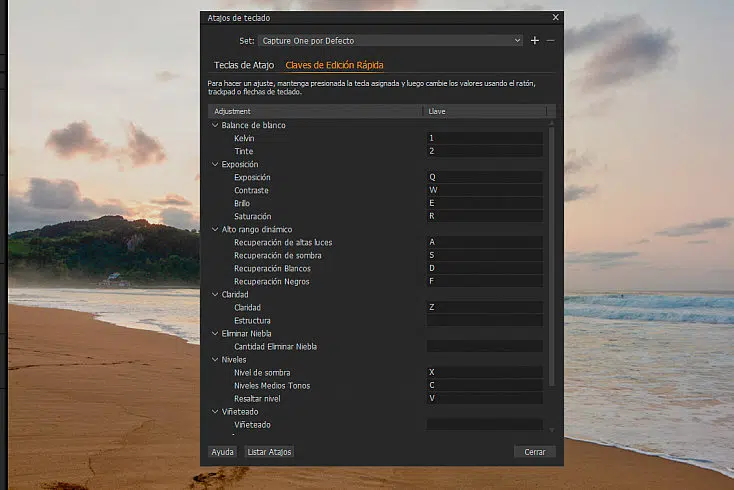 Atajos de teclado
Set: Capture One por Defecto
Teclas de Atajo Claves de Edición Rápida
Para hacer un ajuste, mantenga presionada la tecla asignada y luego cambie los valores usando el ratón,
trackpad o flechas de teclado.
Adjustment Llave
Balance de blanco
Kelvin 1
Tinte 2
Exposición
Exposición Q
Contraste W
Brillo E
Saturación R
Alto rango dinámico
Recuperación de altas luces A
Recuperación de sombra S
Recuperación Blancos D
Recuperación Negros F
Claridad
Claridad Z
Estructura
Eliminar Niebla
Cantidad Eliminar Niebla
Niveles
Nivel de sombra X
Niveles Medios Tonos C
Resaltar nivel V
Viñeteado
Viñeteado
Ayuda Listar Atajos Cerrar